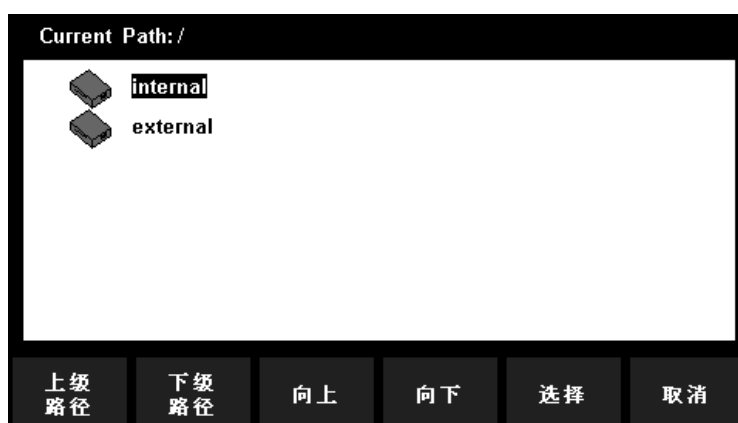 Current Path: /
internal
external
上级
路径
下级
路径
向上
向下
选择
取消